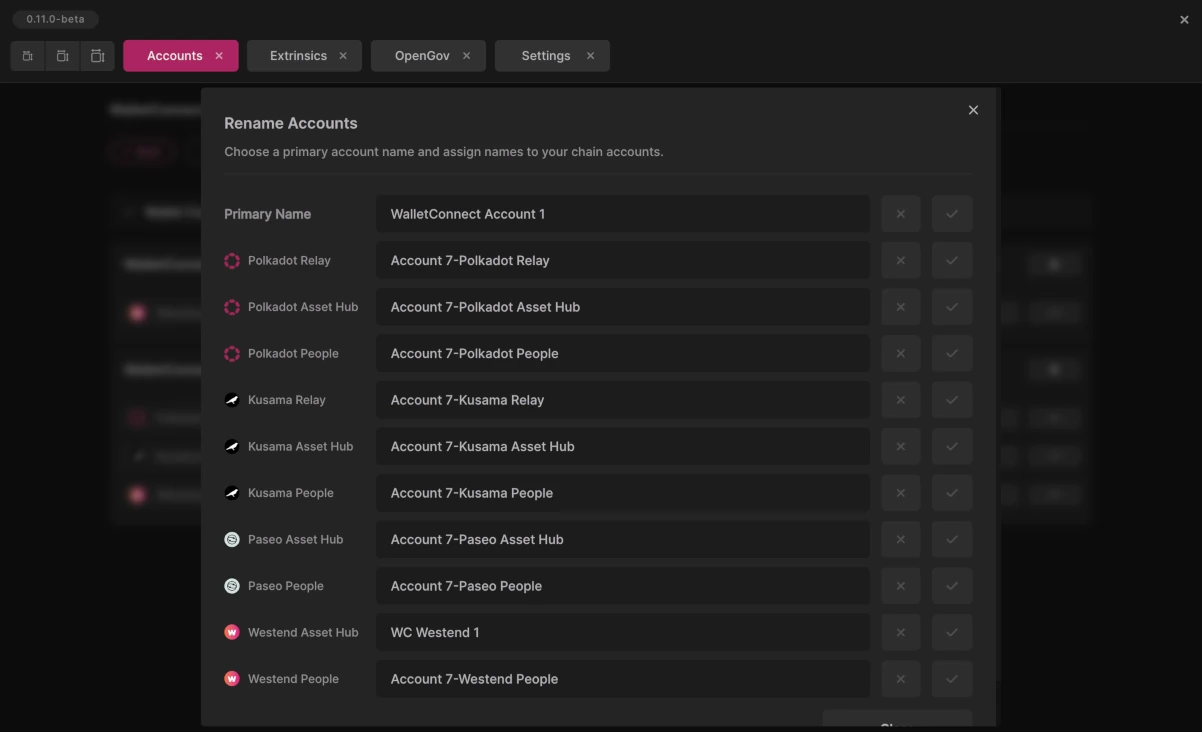 0.11.0-beta
Accounts
Extrinsics
OpenGov
Settings
Rename Accounts
Choose a primary account name and assign names to your chain accounts.
Primary Name WalletConnect Account 1
Polkadot Relay Account 7-Polkadot Relay
Polkadot Asset Hub Account 7-Polkadot Asset Hub
Polkadot People Account 7-Polkadot People
Kusama Relay Account 7-Kusama Relay
Kusama Asset Hub Account 7-Kusama Asset Hub
Kusama People Account 7-Kusama People
Paseo Asset Hub Account 7-Paseo Asset Hub
Paseo People Account 7-Paseo People
Westend Asset Hub WC Westend 1
Westend People Account 7-Westend People